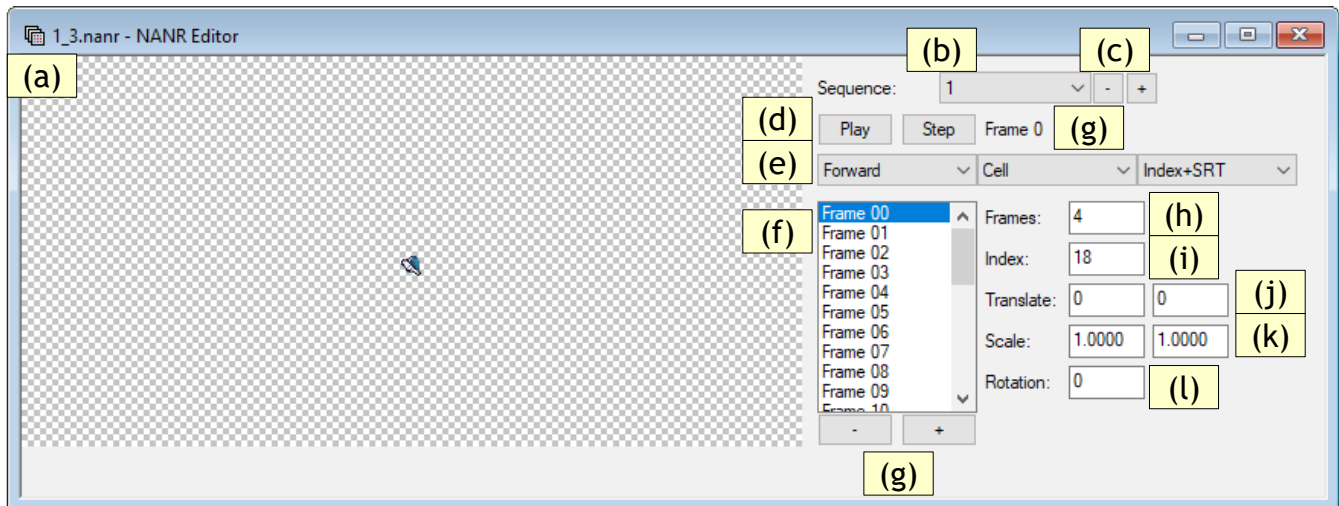 1_3.nanr - NANR Editor
(a)
(b)
(c)
Sequence: 1 - +
(d)
Play Step Frame 0
(g)
(e)
Forward Cell Index+SRT
(f)
Frame 00
Frame 01
Frame 02
Frame 03
Frame 04
Frame 05
Frame 06
Frame 07
Frame 08
Frame 09
Frame 10
- +
(g)
Frames: 4
(h)
Index: 18
(i)
Translate: 0 0
(j)
Scale: 1.0000 1.0000
(k)
Rotation: 0
(l)